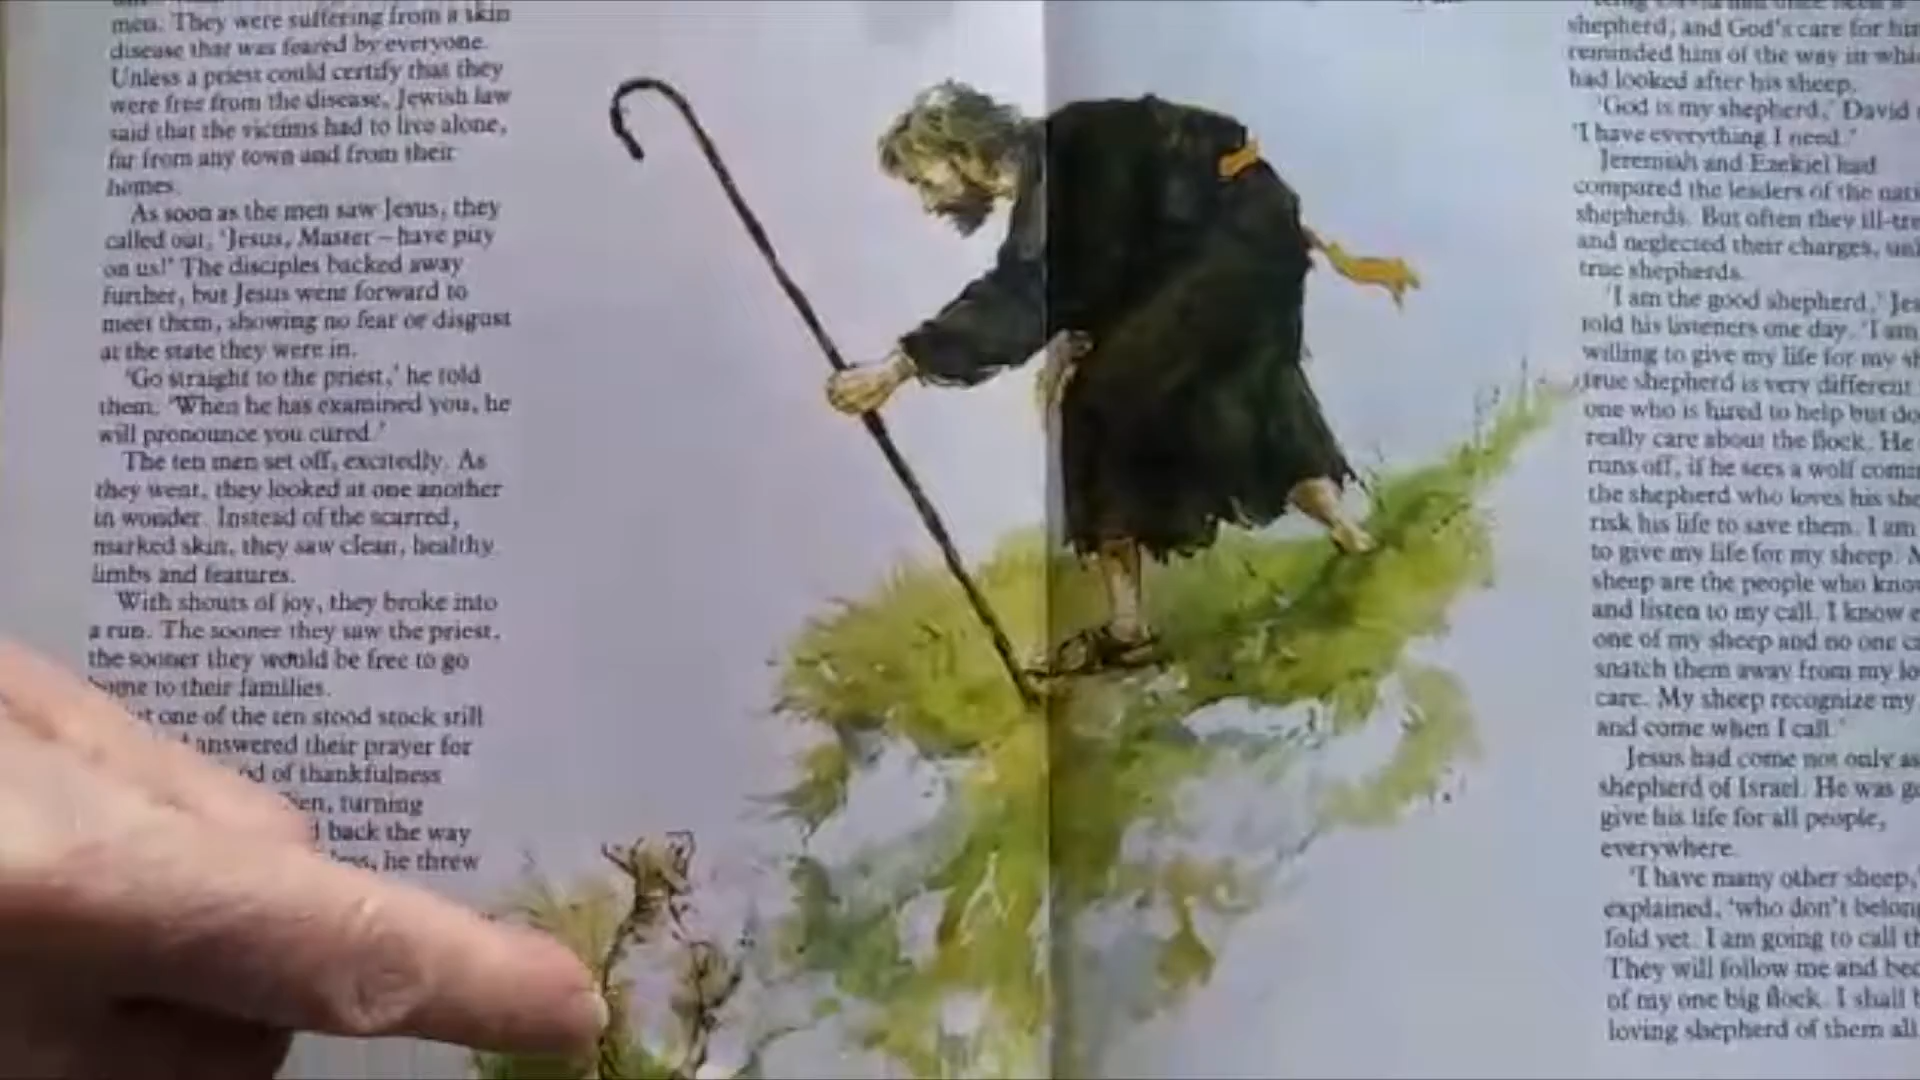 men. They were suffering from a skin
disease that was feared by everyone.
Unless a priest could certify that they
were free from the disease, Jewish law
said that the victims had to live alone,
far from any town and from their
homes.
As soon as the men saw Jesus, they
called out, 'Jesus, Master – have pity
on us!' The disciples backed away
further, but Jesus went forward to
meet them, showing no fear or disgust
at the state they were in.
'Go straight to the priest,' he told
them. 'When he has examined you, he
will pronounce you cured.'
The ten men set off, excitedly. As
they went, they looked at one another
in wonder. Instead of the scarred,
marked skin, they saw clean, healthy
limbs and features.
With shouts of joy, they broke into
a run. The sooner they saw the priest,
the sooner they would be free to go
home to their families.
one of the ten stood stock still
answered their prayer for
of thankfulness
turning
back the way
he threw
shepherd, and God's care for him
reminded him of the way in
had looked after his sheep.
'God is my shepherd,' David
'I have everything I need.'
Jeremiah and Ezekiel had
compared the leaders of the
shepherds. But often they
and neglected their charges,
true shepherds.
'I am the good shepherd,'
told his listeners one day. 'I am
willing to give my life for my
true shepherd is very different
one who is hired to help but
really care about the flock. He
runs off, if he sees a wolf
the shepherd who loves his
risk his life to save them. I am
to give my life for my sheep.
sheep are the people who
and listen to my call. I know
one of my sheep and no one
snatch them away from my
care. My sheep recognize my
and come when I call.'
Jesus had come not only as
shepherd of Israel. He was
give his life for all people,
everywhere.
'I have many other sheep,'
explained, 'who don't
fold yet. I am going to call
They will follow me and
of my one big flock. I shall
loving shepherd of them all